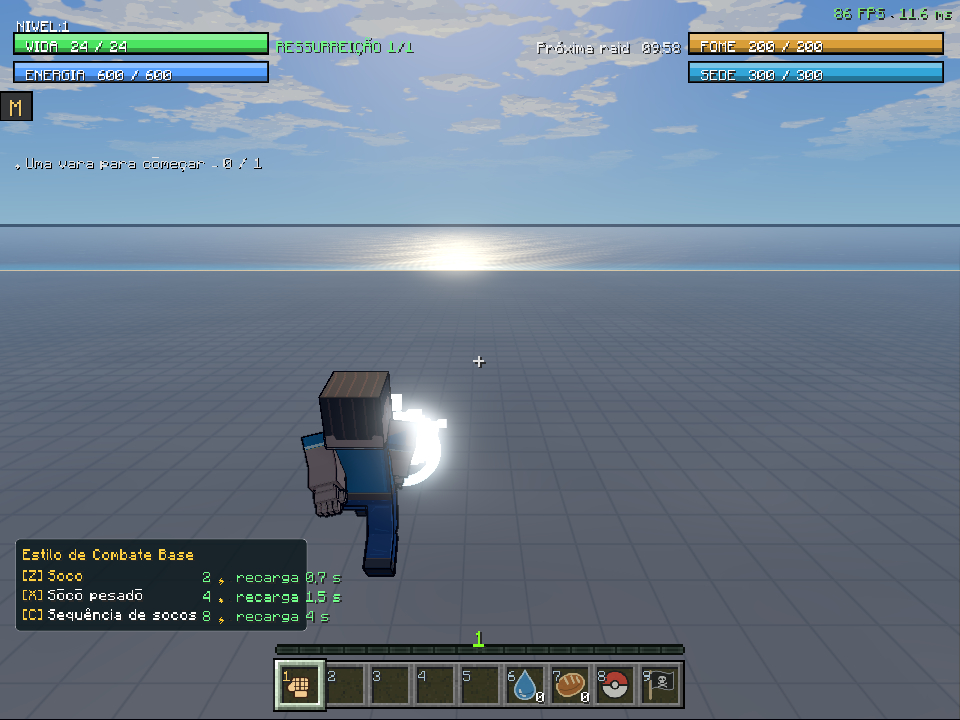 86 FPS · 11.6 ms
NIVEL:1
VIDA 24 / 24
RESSURREIÇÃO 1/1
Próxima raid 09:58
FOME 200 / 200
ENERGIA 600 / 600
SEDE 300 / 300
M
Uma vara para começar - 0 / 1
Estilo de Combate Base
[Z] Soco 2 , recarga 0,7 s
[X] Soco pesado 4 , recarga 1,5 s
[C] Sequência de socos 8 , recarga 4 s
1
1 2 3 4 5 6 7 8 9
0 0